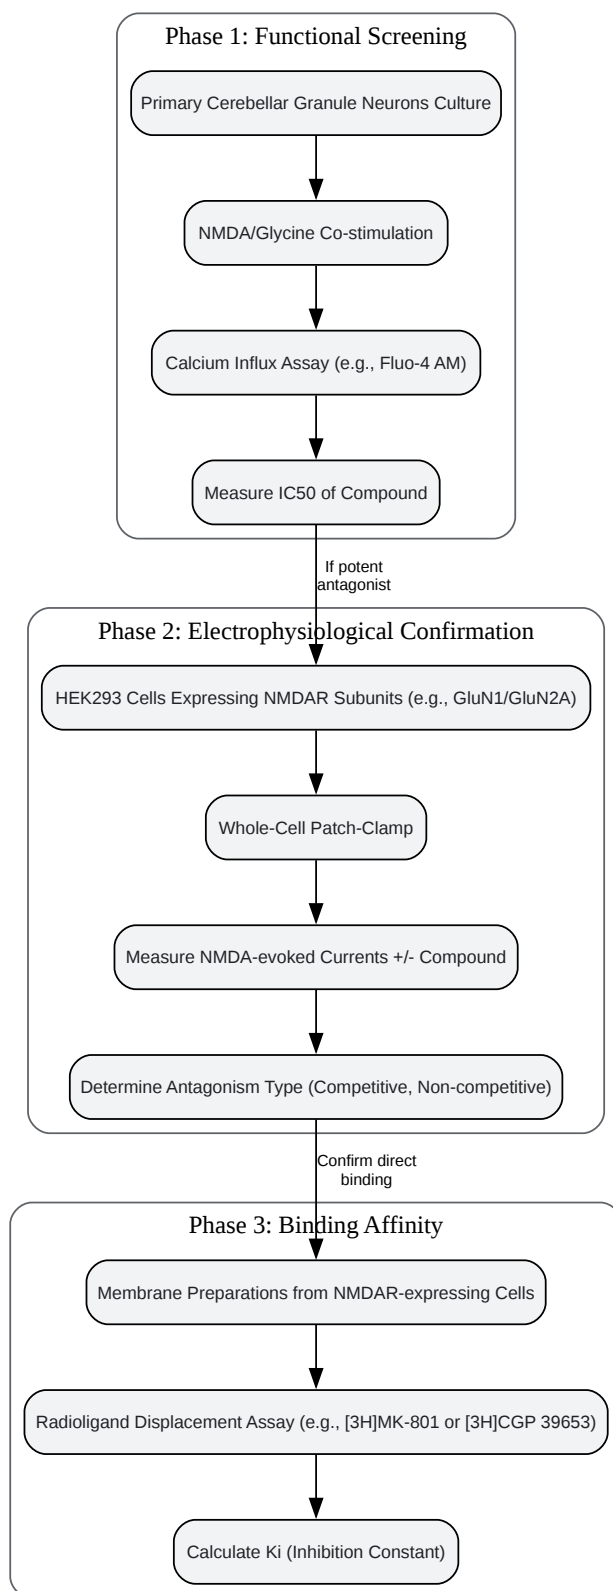 Phase 1: Functional Screening
Primary Cerebellar Granule Neurons Culture
NMDA/Glycine Co-stimulation
Calcium Influx Assay (e.g., Fluo-4 AM)
Measure IC50 of Compound
If potent
antagonist
Phase 2: Electrophysiological Confirmation
HEK293 Cells Expressing NMDAR Subunits (e.g., GluN1/GluN2A)
Whole-Cell Patch-Clamp
Measure NMDA-evoked Currents +/- Compound
Determine Antagonism Type (Competitive, Non-competitive)
Confirm direct
binding
Phase 3: Binding Affinity
Membrane Preparations from NMDAR-expressing Cells
Radioligand Displacement Assay (e.g., [3H]MK-801 or [3H]CGP 39653)
Calculate Ki (Inhibition Constant)